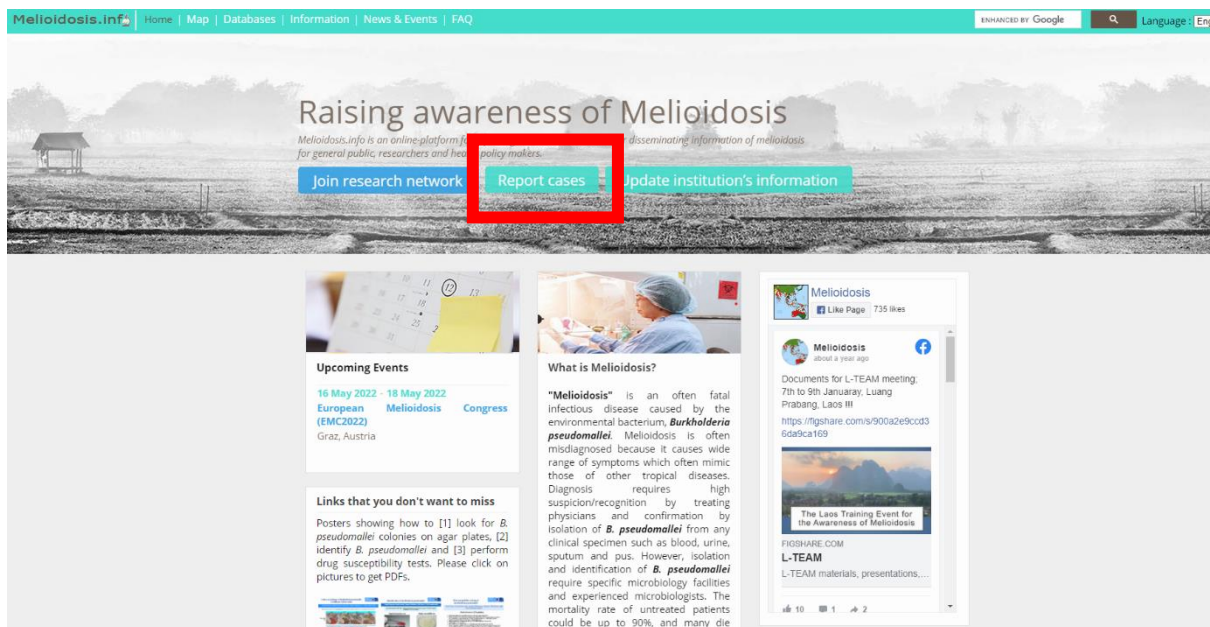 Melioidosis.info
Home | Map | Databases | Information | News & Events | FAQ
ENHANCED BY Google
Language :
Raising awareness of Melioidosis
Melioidosis.info is an online-platform
disseminating information of melioidosis
for general public, researchers and policy makers.
Join research network
Report cases
Update institution's information
Upcoming Events
16 May 2022 - 18 May 2022
European Melioidosis Congress
(EMC2022)
Graz, Austria
Links that you don't want to miss
Posters showing how to [1] look for B.
pseudomallei colonies on agar plates, [2]
identify B. pseudomallei and [3] perform
drug susceptibility tests. Please click on
pictures to get PDFs.
What is Melioidosis?
"Melioidosis" is an often fatal
infectious disease caused by the
environmental bacterium, Burkholderia
pseudomallei. Melioidosis is often
misdiagnosed because it causes wide
range of symptoms which often mimic
those of other tropical diseases.
Diagnosis requires high
suspicion/recognition by treating
physicians and confirmation by
isolation of B. pseudomallei from any
clinical specimen such as blood, urine,
sputum and pus. However, isolation
and identification of B. pseudomallei
require specific microbiology facilities
and experienced microbiologists. The
mortality rate of untreated patients
could be up to 90%, and many die
Melioidosis
Like Page 735 likes
Melioidosis
about a year ago
Documents for L-TEAM meeting;
7th to 9th Januaray, Luang
Prabang, Laos !!!
https://figshare.com/s/900a2e9ccd3
6da9ca169
The Laos Training Event for
the Awareness of Melioidosis
FIGSHARE.COM
L-TEAM
L-TEAM materials, presentations,...
10 1 2